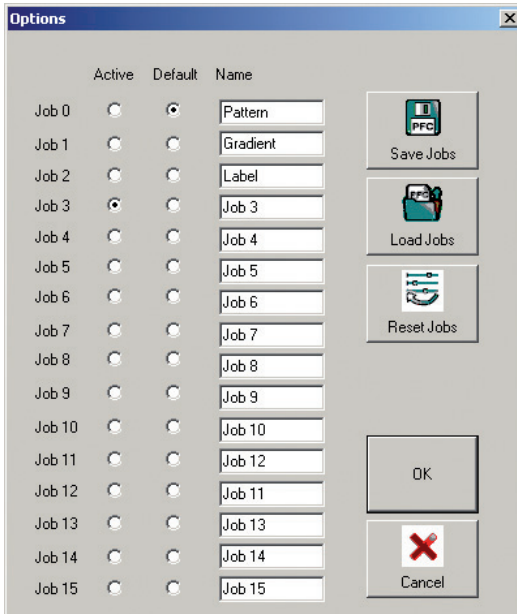 Options
Active Default Name
Job 0 Pattern
Job 1 Gradient
Job 2 Label
Job 3 Job 3
Job 4 Job 4
Job 5 Job 5
Job 6 Job 6
Job 7 Job 7
Job 8 Job 8
Job 9 Job 9
Job 10 Job 10
Job 11 Job 12
Job 12 Job 11
Job 13 Job 13
Job 14 Job 14
Job 15 Job 15
PFC
Save Jobs
PFC
Load Jobs
Reset Jobs
OK
Cancel